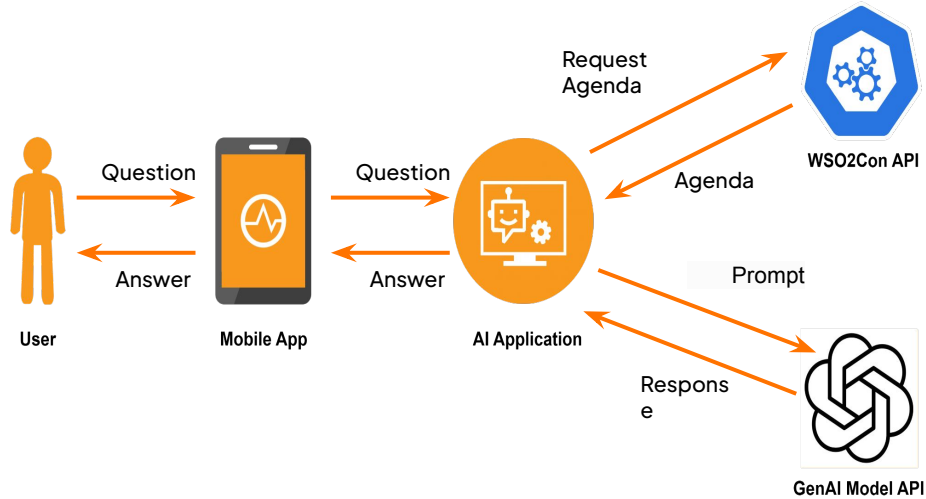 Request
Agenda
WSO2Con API
Question
Question
Agenda
Answer
Answer
Prompt
User
Mobile App
AI Application
Respons
e
GenAI Model API